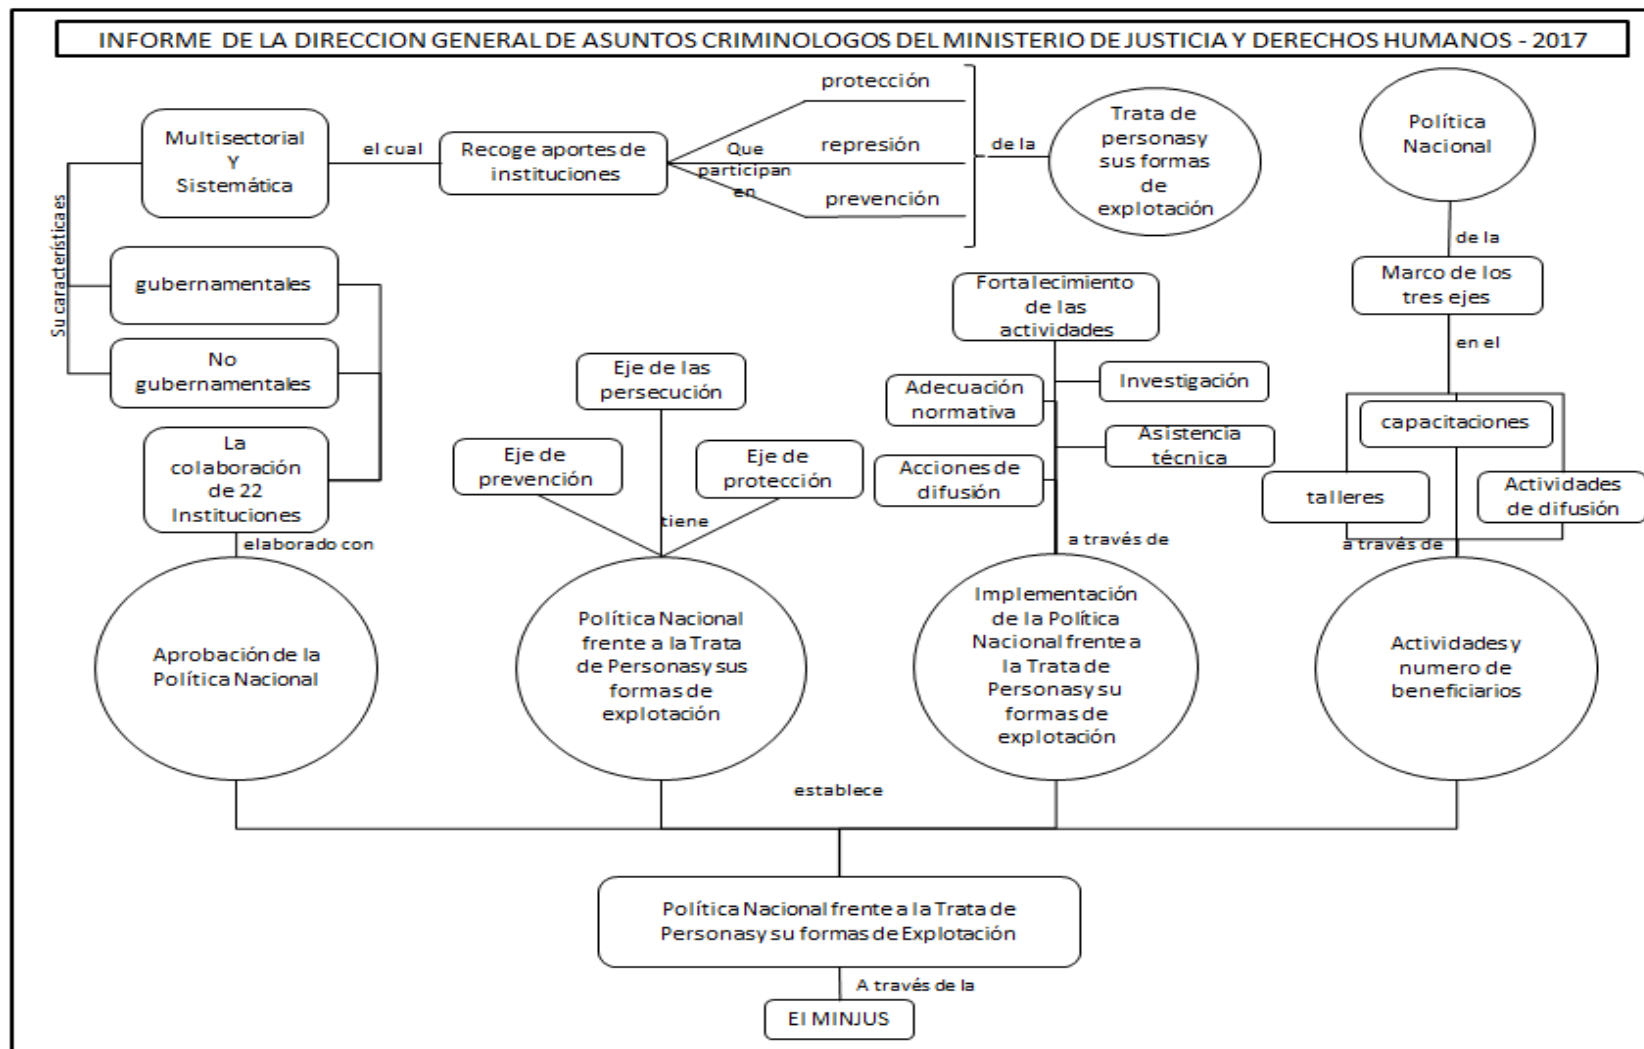 INFORME DE LA DIRECCION GENERAL DE ASUNTOS CRIMINOLOGOS DEL MINISTERIO DE JUSTICIA Y DERECHOS HUMANOS - 2017
Multisectorial
Y
Sistemática
el cual
Recoge aportes de
instituciones
Que
participan
en
protección
represión
prevención
de la
Trata de
personas y
sus formas
de
explotación
Política
Nacional
de la
Marco de los
tres ejes
en el
capacitaciones
talleres
Actividades
de difusión
a través de
Su característica es
gubernamentales
No
gubernamentales
La
colaboración
de 22
Instituciones
elaborado con
Eje de las
persecución
Eje de
prevención
Eje de
protección
tiene
Fortalecimiento
de las
actividades
Investigación
Adecuación
normativa
Asistencia
técnica
Acciones de
difusión
a través de
Aprobación de la
Política Nacional
Política Nacional
frente a la Trata
de Personas y sus
formas de
explotación
Implementación
de la Política
Nacional frente a
la Trata de
Personas y su
formas de
explotación
Actividades y
numero de
beneficiarios
establece
Política Nacional frente a la Trata de
Personas y su formas de Explotación
A través de la
El MINJUS